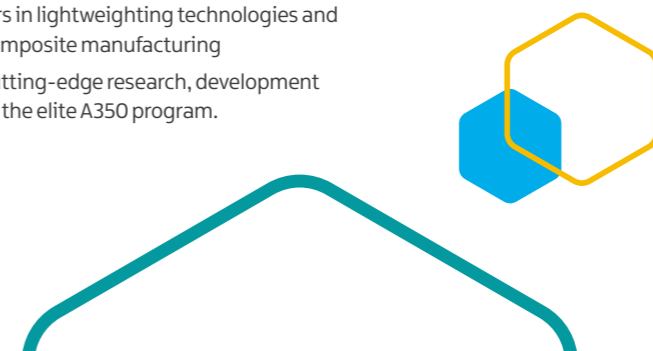 rs in lightweighting technologies and
mposite manufacturing
tting-edge research, development
the elite A350 program.